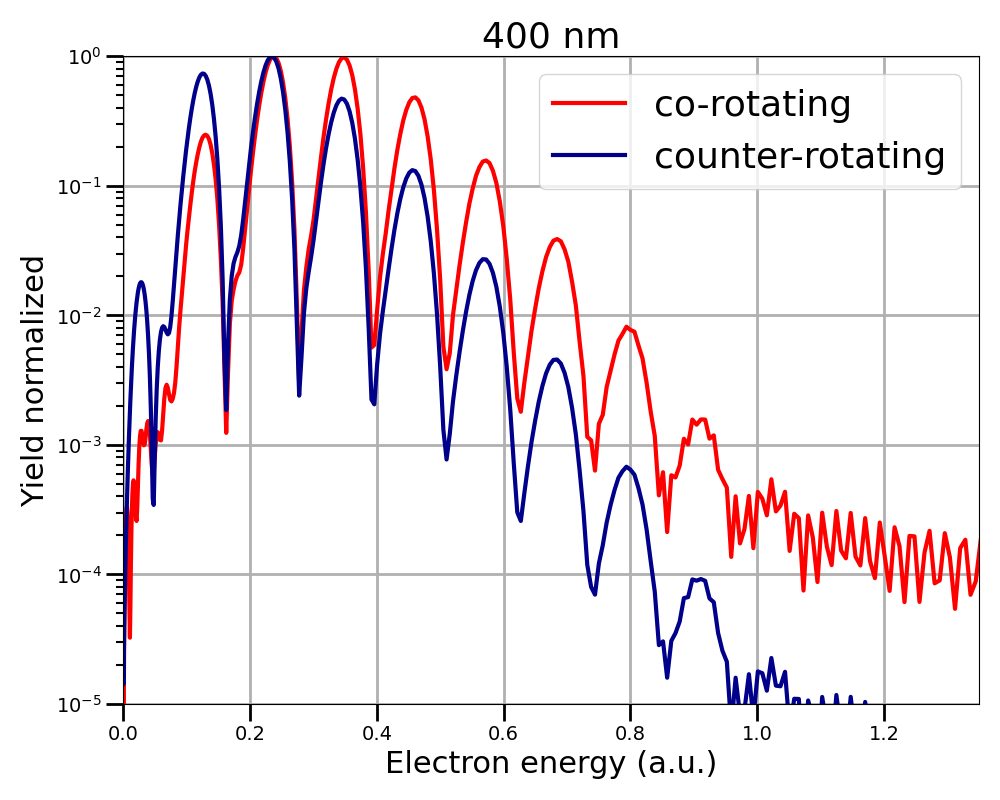 400 nm
co-rotating
counter-rotating
Yield normalized
10⁰
10⁻¹
10⁻²
10⁻³
10⁻⁴
10⁻⁵
0.0 0.2 0.4 0.6 0.8 1.0 1.2
Electron energy (a.u.)